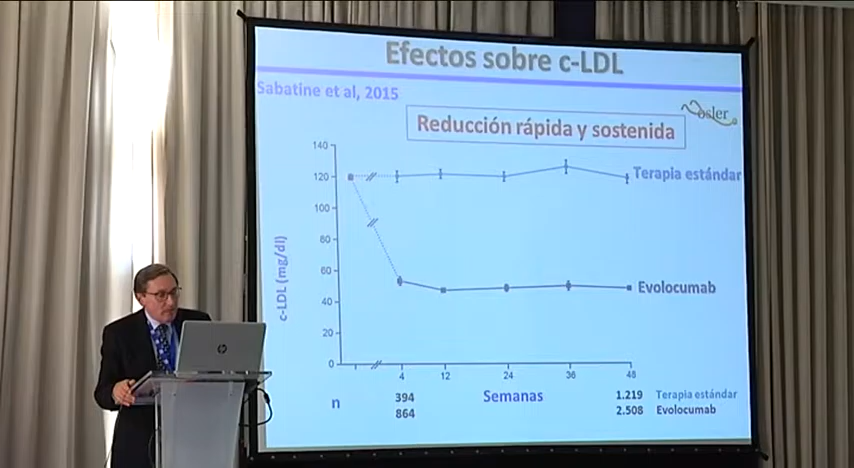 Efectos sobre c-LDL
Sabatine et al, 2015
osler
Reducción rápida y sostenida
140
120
100
80
60
40
20
0
c-LDL (mg/dl)
Terapia estándar
Evolocumab
4 12 24 36 48
n 394 Semanas 1.219 Terapia estándar
864 2.508 Evolocumab
hp